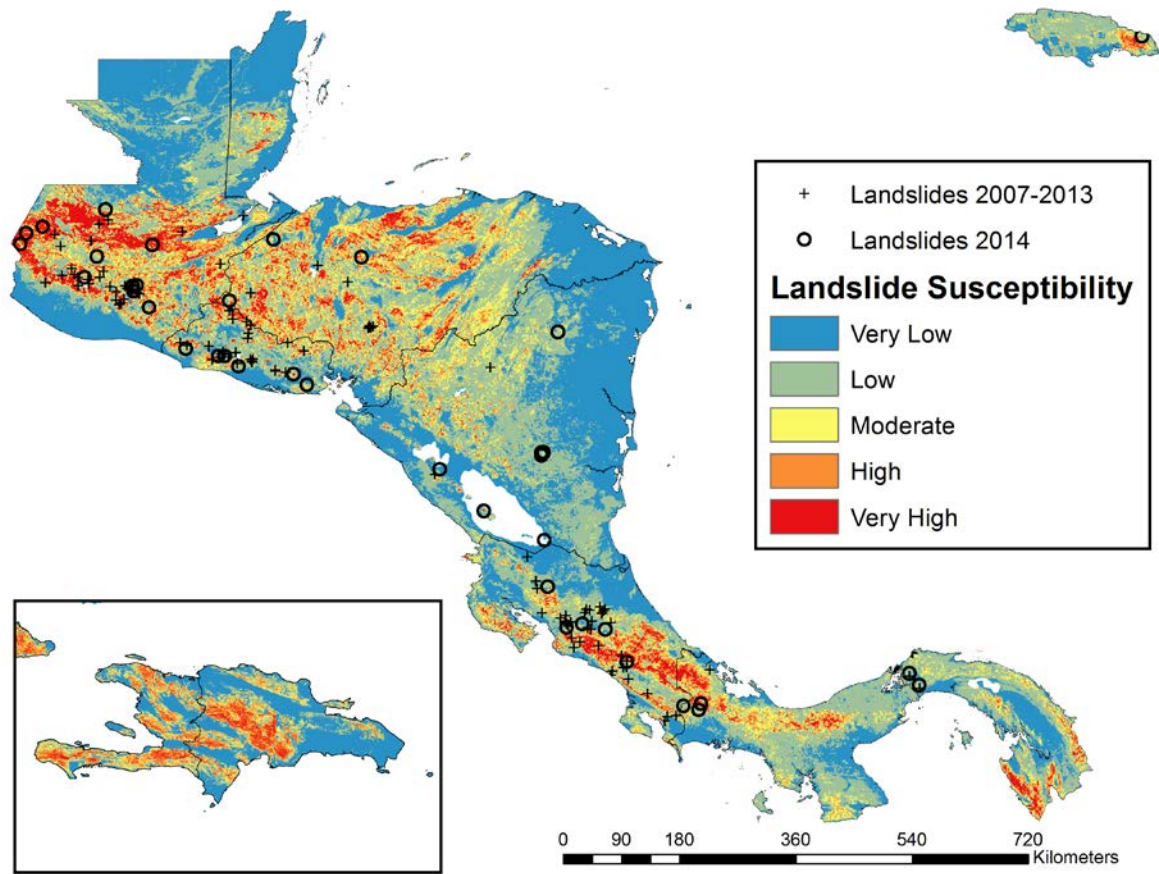 Landslides 2007-2013
Landslides 2014
Landslide Susceptibility
Very Low
Low
Moderate
High
Very High
0 90 180 360 540 720
Kilometers